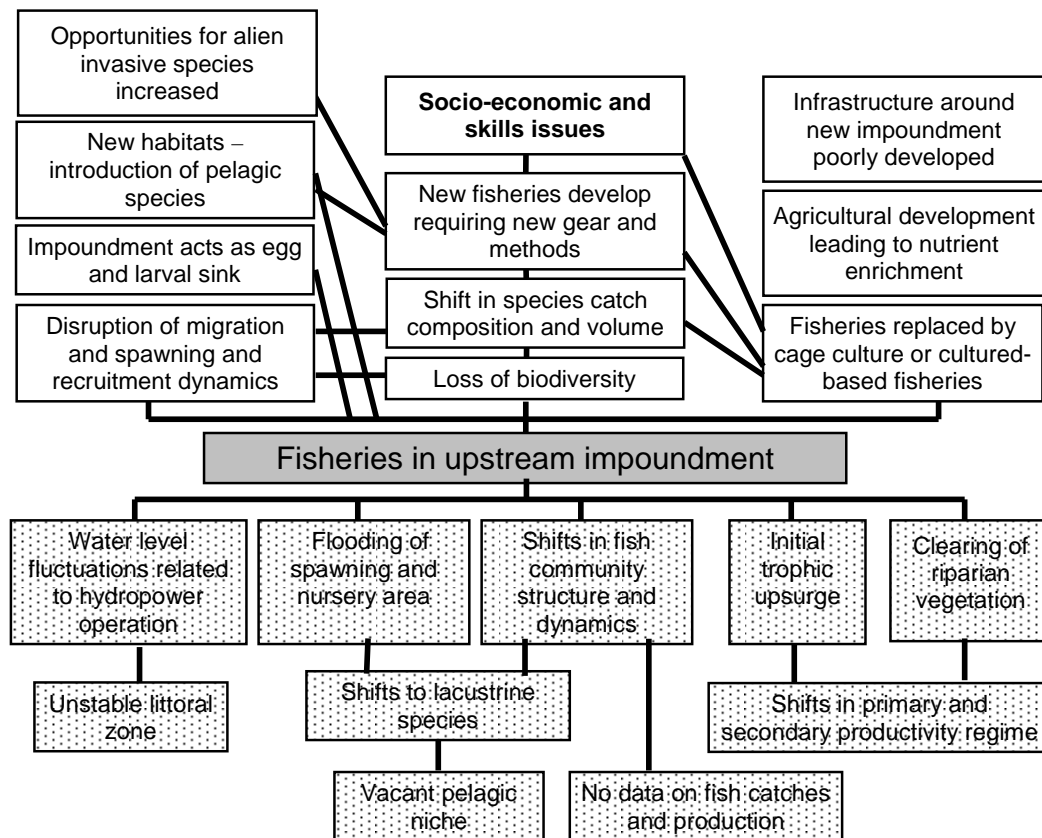 Opportunities for alien
invasive species
increased
New habitats –
introduction of pelagic
species
Impoundment acts as egg
and larval sink
Disruption of migration
and spawning and
recruitment dynamics
Socio-economic and
skills issues
New fisheries develop
requiring new gear and
methods
Shift in species catch
composition and volume
Loss of biodiversity
Infrastructure around
new impoundment
poorly developed
Agricultural development
leading to nutrient
enrichment
Fisheries replaced by
cage culture or cultured-
based fisheries
Fisheries in upstream impoundment
Water level
fluctuations related
to hydropower
operation
Flooding of
spawning and
nursery area
Shifts in fish
community
structure and
dynamics
Initial
trophic
upsurge
Clearing of
riparian
vegetation
Unstable littoral
zone
Shifts to lacustrine
species
Shifts in primary and
secondary productivity regime
Vacant pelagic
niche
No data on fish catches
and production